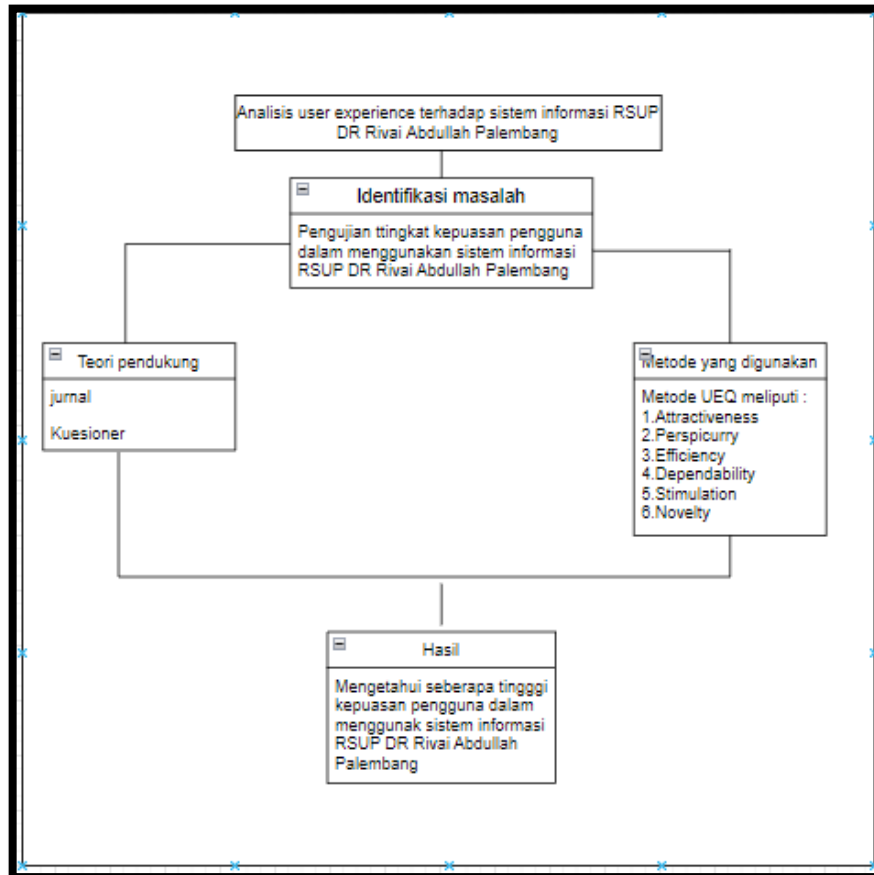 Analisis user experience terhadap sistem informasi RSUP
DR Rivai Abdullah Palembang
Identifikasi masalah
Pengujian ttingkat kepuasan pengguna
dalam menggunakan sistem informasi
RSUP DR Rivai Abdullah Palembang
Teori pendukung
jurnal
Kuesioner
Metode yang digunakan
Metode UEQ meliputi :
1.Attractiveness
2.Perspicurry
3.Efficiency
4.Dependability
5.Stimulation
6.Novelty
Hasil
Mengetahui seberapa tingggi
kepuasan pengguna dalam
menggunak sistem informasi
RSUP DR Rivai Abdullah
Palembang